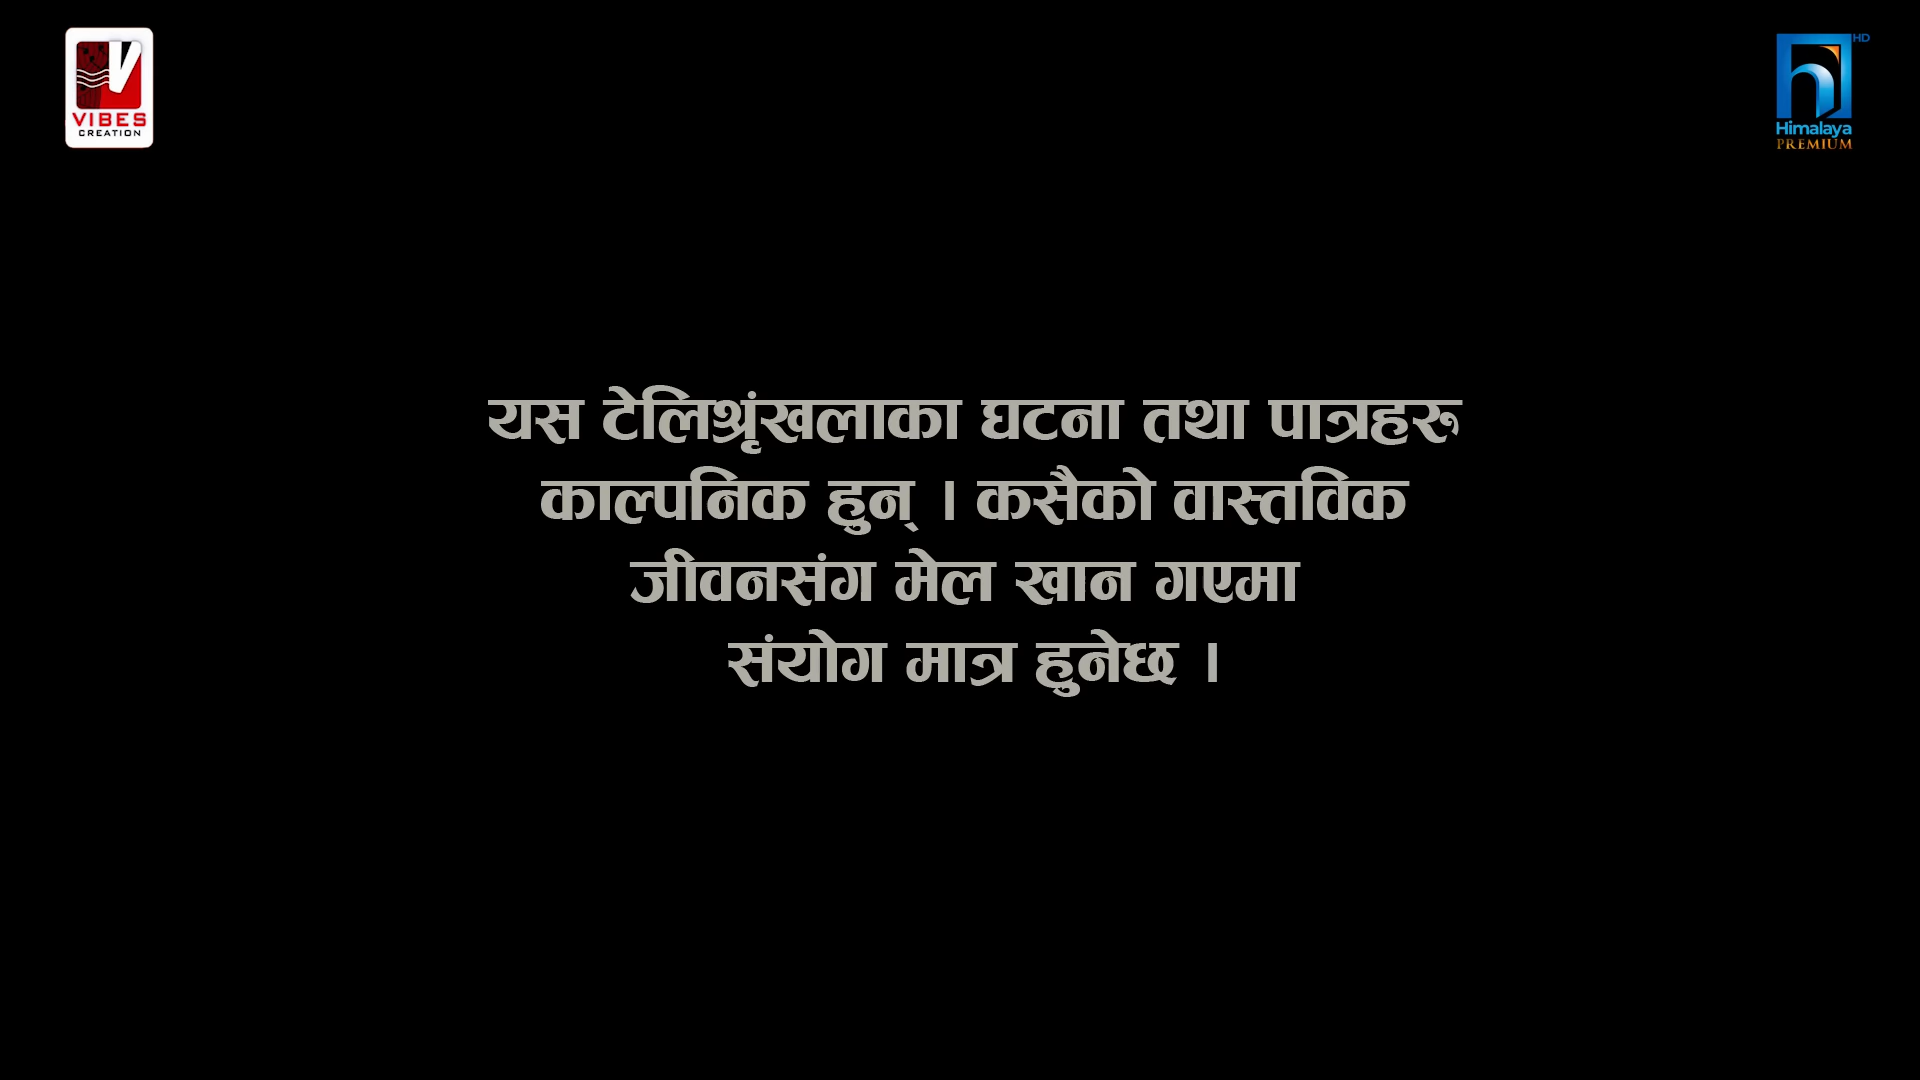 VIBES
CREATION
HD
Himalaya
PREMIUM
यस टेलिश्रृंखलाका घटना तथा पात्रहरु
काल्पनिक हुन् । कसैको वास्तविक
जीवनसंग मेल खान गएमा
संयोग मात्र हुनेछ ।